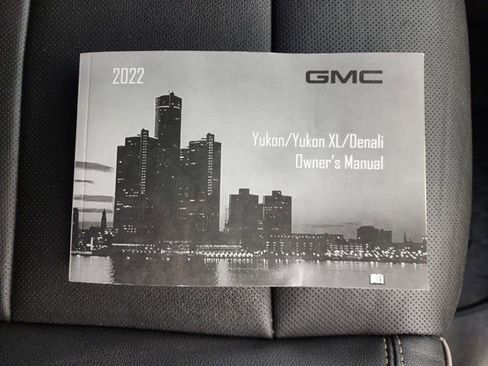 2022
GMC
Yukon/Yukon XL/Denali
Owner's Manual